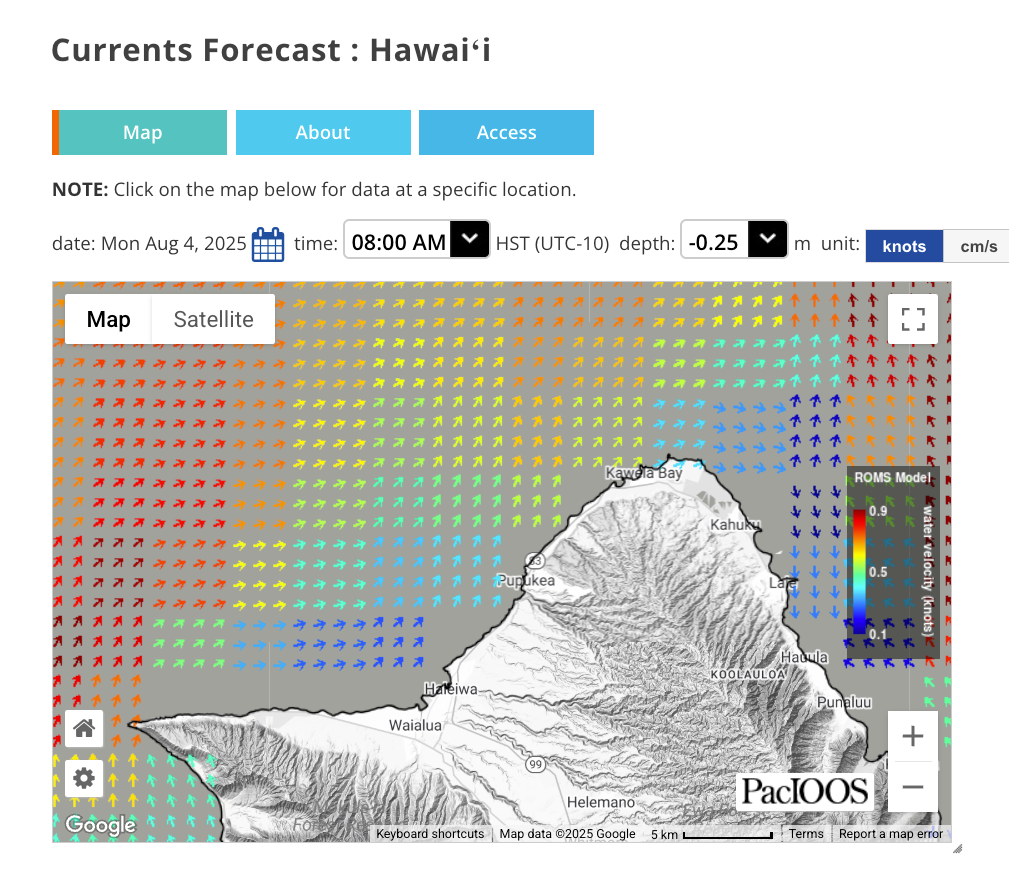 Currents Forecast : Hawaiʻi
Map About Access
NOTE: Click on the map below for data at a specific location.
date: Mon Aug 4, 2025 time: 08:00 AM HST (UTC-10) depth: -0.25 m unit: knots cm/s
Map Satellite
Kawela Bay
ROMS Model
0.9
water velocity (knots)
Kahuku
83
0.5
Pupukea
Laie
0.1
Hauula
KOOLAULOA
Haleiwa
Punaluu
Waialua
99
PacIOOS
Helemano
Google
Keyboard shortcuts
Map data ©2025 Google
5 km
Terms
Report a map error